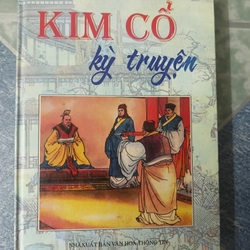 KIM CỔ
kỳ truyện
NHÀ XUẤT BẢN VĂN HÓA-THÔNG TIN